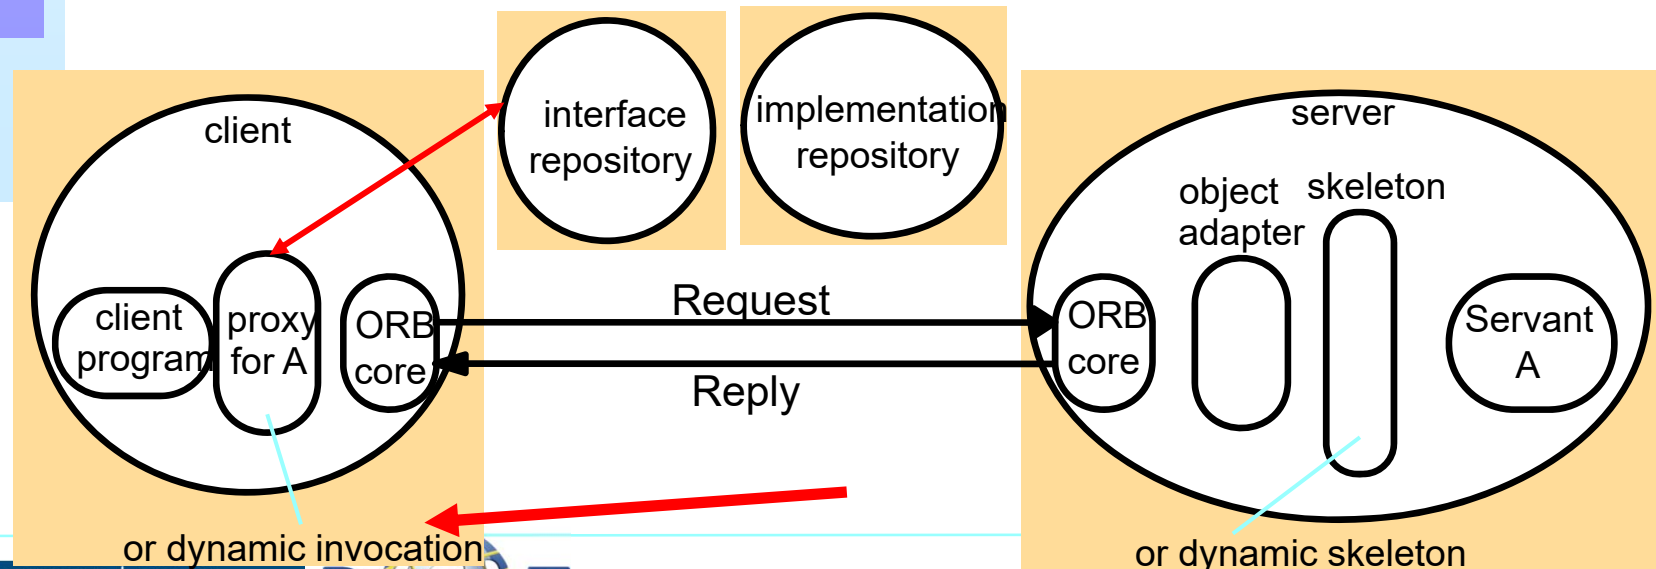 client
interface
repository
implementation
repository
server
object
adapter
skeleton
client
program
proxy
for A
ORB
core
Request
Reply
ORB
core
Servant
A
or dynamic invocation
or dynamic skeleton